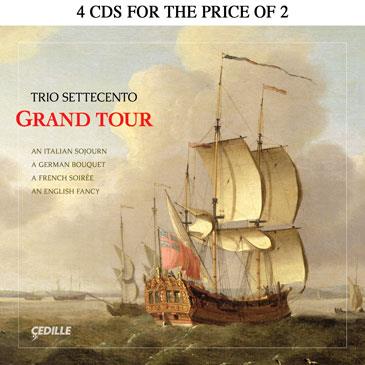 4 CDS FOR THE PRICE OF 2
TRIO SETTECENTO
GRAND TOUR
AN ITALIAN SOJOURN
A GERMAN BOUQUET
A FRENCH SOIRÉE
AN ENGLISH FANCY
ÇEDILLE